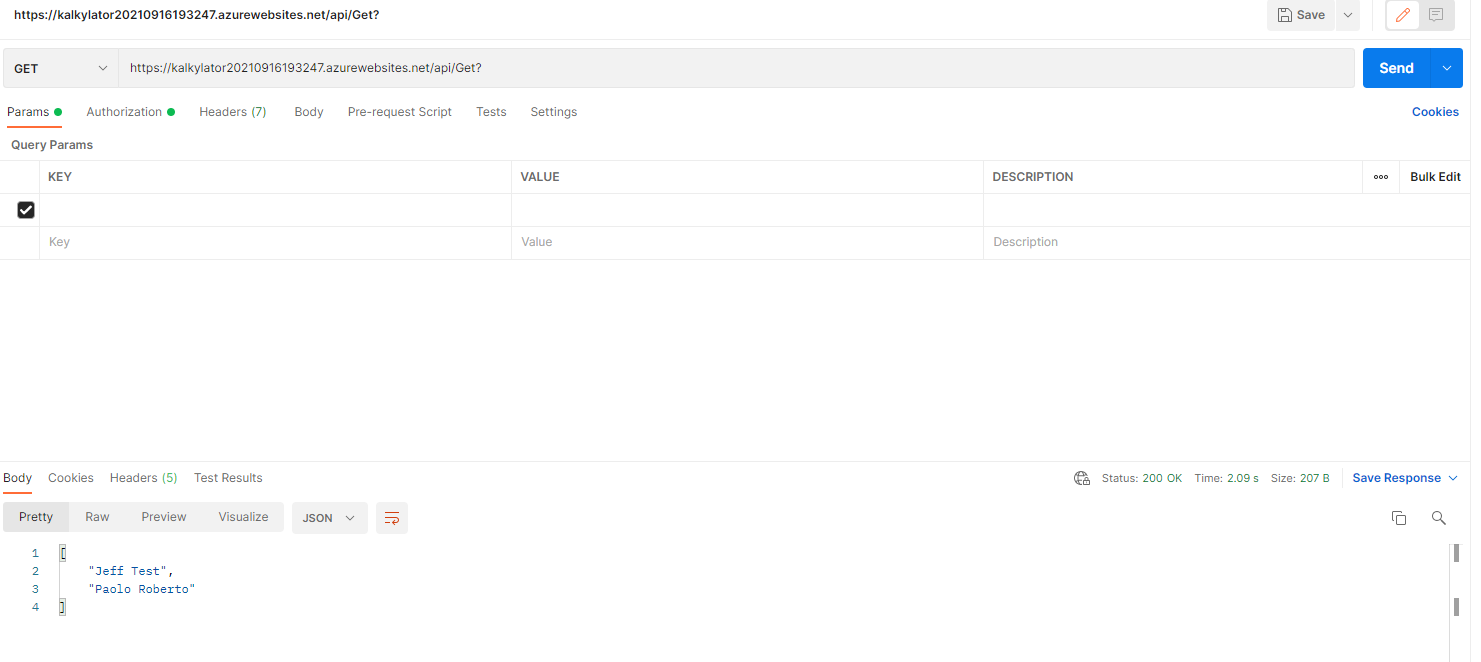 https://kalkylator20210916193247.azurewebsites.net/api/Get?
Save
GET https://kalkylator20210916193247.azurewebsites.net/api/Get? Send
Params Authorization Headers (7) Body Pre-request Script Tests Settings Cookies
Query Params
KEY VALUE DESCRIPTION Bulk Edit
Key Value Description
Body Cookies Headers (5) Test Results Status: 200 OK Time: 2.09 s Size: 207 B Save Response
Pretty Raw Preview Visualize JSON
1 [
2 "Jeff Test",
3 "Paolo Roberto"
4 ]